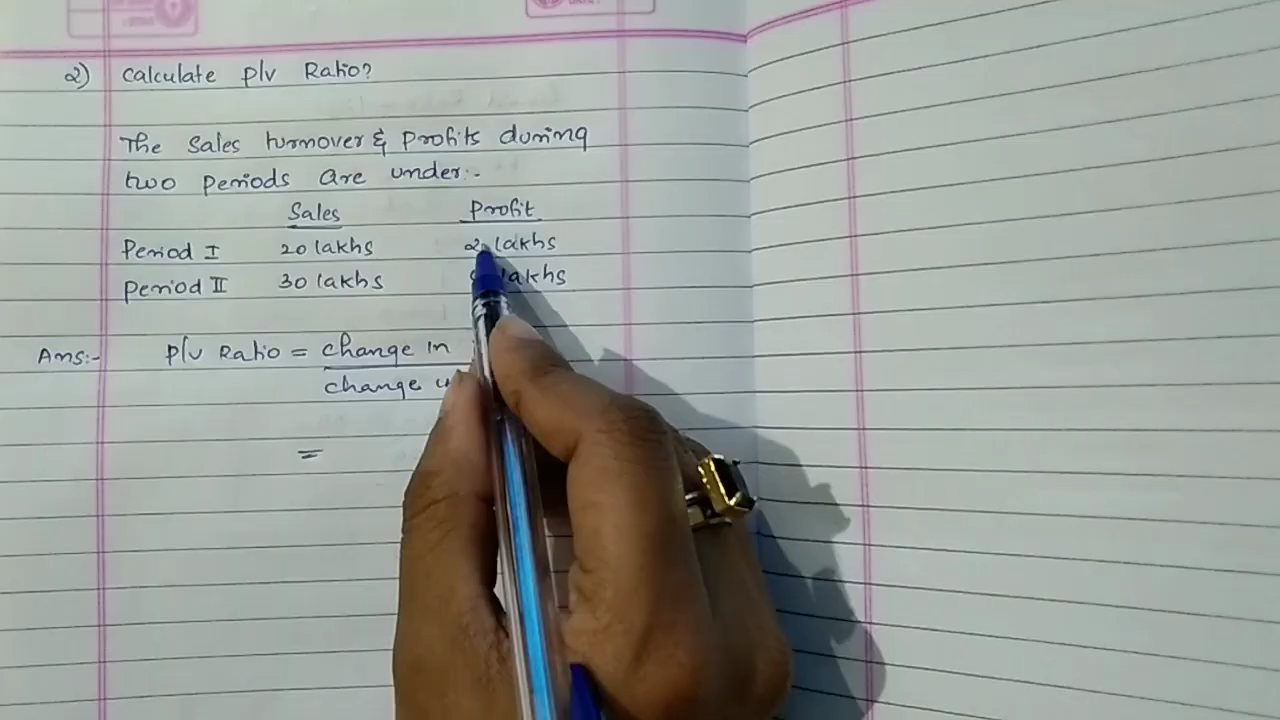 2) Calculate P/v Ratio?
The Sales turnover & Profits during
two periods are under:-
Sales Profit
Period I 20 lakhs 2 lakhs
Period II 30 lakhs lakhs
Ans:- P/v Ratio = change in
change
=